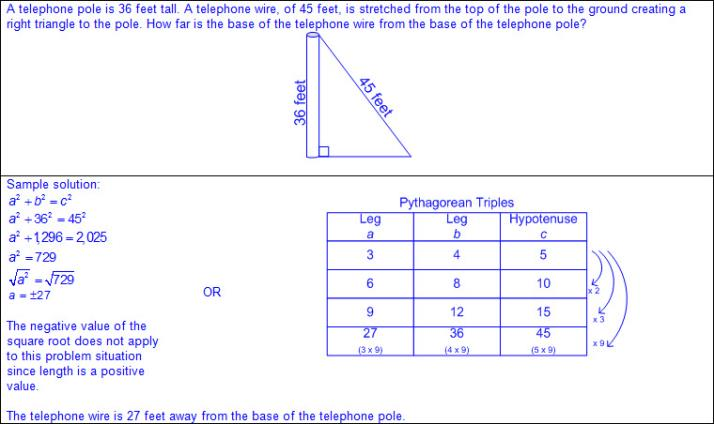 A telephone pole is 36 feet tall. A telephone wire, of 45 feet, is stretched from the top of the pole to the ground creating a
right triangle to the pole. How far is the base of the telephone wire from the base of the telephone pole?
36 feet
45 feet
Sample solution:
a² + b² = c²
a² + 36² = 45²
a² + 1,296 = 2,025
a² = 729
√a² = √729
a = ±27
The negative value of the
square root does not apply
to this problem situation
since length is a positive
value.
OR
Pythagorean Triples
Leg Leg Hypotenuse
a b c
3 4 5
6 8 10
9 12 15
27 36 45
(3 x 9) (4 x 9) (5 x 9)
x 2
x 3
x 9
The telephone wire is 27 feet away from the base of the telephone pole.